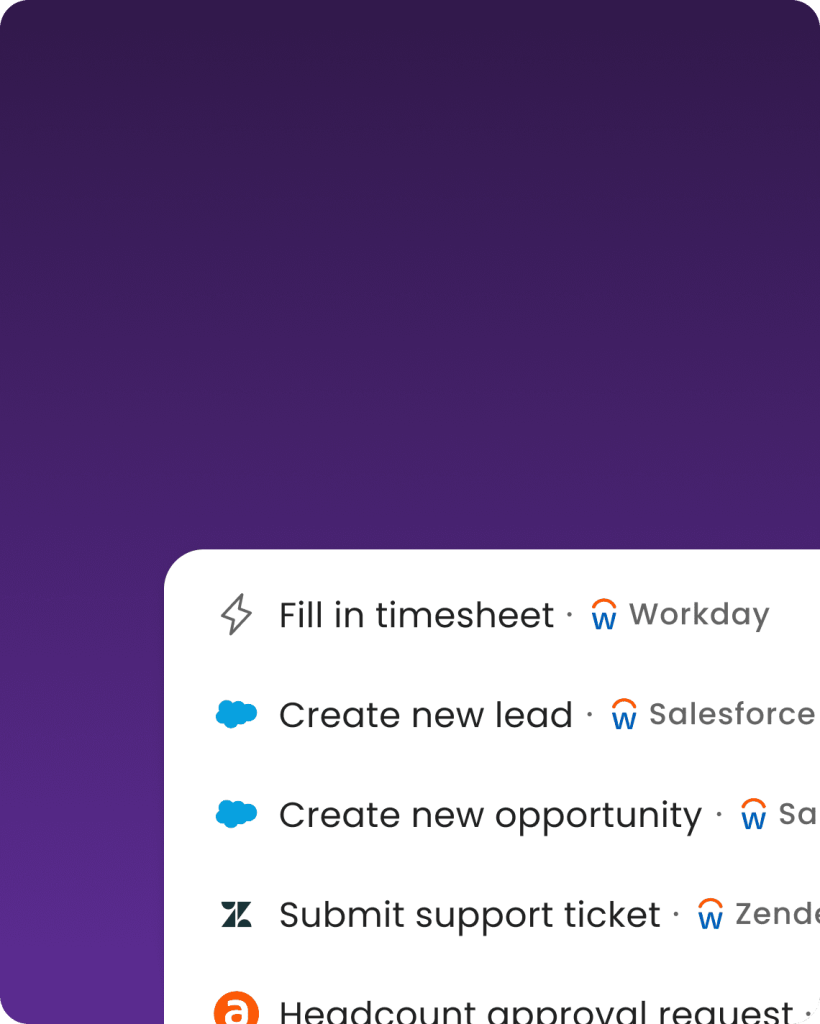 Fill in timesheet · Workday
Create new lead · Salesforce
Create new opportunity · Sa
Submit support ticket · Zende
Headcount approval request ·